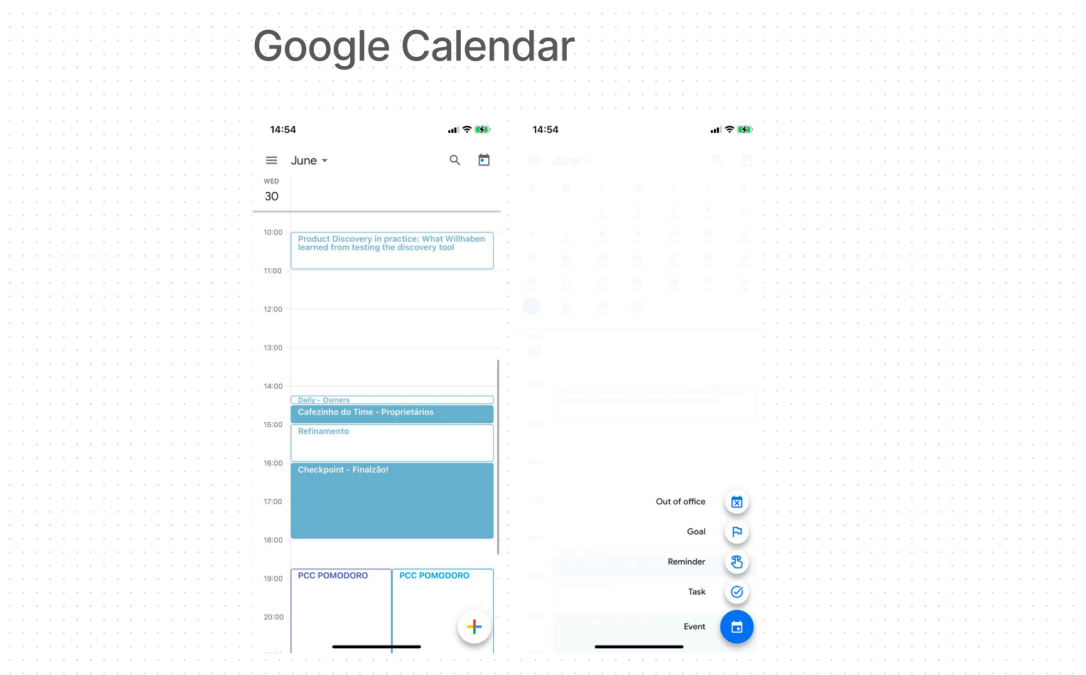 Google Calendar
14:54
June
WED
30
10:00
Product Discovery in practice: What Willhaben
learned from testing the discovery tool
11:00
12:00
13:00
14:00
Daily - Owners
Cafezinho do Time - Proprietários
15:00
Refinamento
16:00
Checkpoint - Finalzão!
17:00
18:00
19:00
PCC POMODORO
PCC POMODORO
20:00
14:54
June
30
Out of office
Goal
Reminder
Task
Event